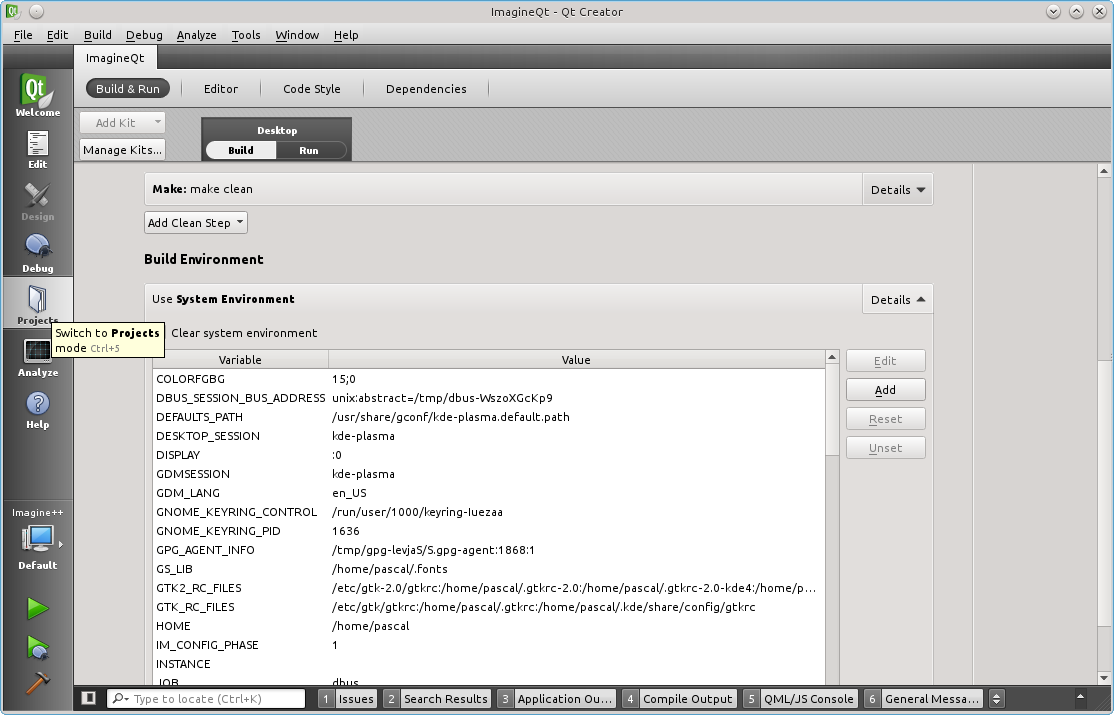 ImagineQt - Qt Creator
File Edit Build Debug Analyze Tools Window Help
ImagineQt
Build & Run Editor Code Style Dependencies
Add Kit
Manage Kits...
Desktop
Build Run
Welcome
Edit
Design
Debug
Projects
Switch to Projects
mode Ctrl+5
Analyze
Help
Imagine++
Default
Make: make clean Details
Add Clean Step
Build Environment
Use System Environment Details
Clear system environment
Variable Value
COLORFGBG 15;0
DBUS_SESSION_BUS_ADDRESS unix:abstract=/tmp/dbus-WszoXGcKp9
DEFAULTS_PATH /usr/share/gconf/kde-plasma.default.path
DESKTOP_SESSION kde-plasma
DISPLAY :0
GDMSESSION kde-plasma
GDM_LANG en_US
GNOME_KEYRING_CONTROL /run/user/1000/keyring-Iuezaa
GNOME_KEYRING_PID 1636
GPG_AGENT_INFO /tmp/gpg-levjaS/S.gpg-agent:1868:1
GS_LIB /home/pascal/.fonts
GTK2_RC_FILES /etc/gtk-2.0/gtkrc:/home/pascal/.gtkrc-2.0:/home/pascal/.gtkrc-2.0-kde4:/home/p...
GTK_RC_FILES /etc/gtk/gtkrc:/home/pascal/.gtkrc:/home/pascal/.kde/share/config/gtkrc
HOME /home/pascal
IM_CONFIG_PHASE 1
INSTANCE
JOB dbus
Edit
Add
Reset
Unset
Type to locate (Ctrl+K) 1 Issues 2 Search Results 3 Application Ou... 4 Compile Output 5 QML/JS Console 6 General Messa...